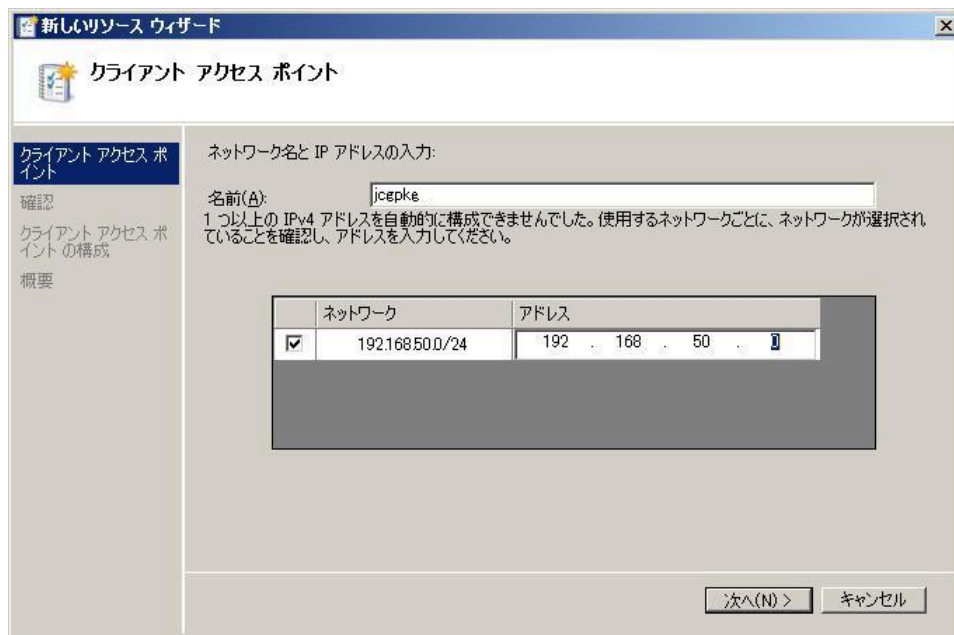 新しいリソース ウィザード
クライアント アクセス ポイント
クライアント アクセス ポ
イント
確認
クライアント アクセス ポ
イント の構成
概要
ネットワーク名と IP アドレスの入力:
名前(A): jcgpke
1 つ以上の IPv4 アドレスを自動的に構成できませんでした。使用するネットワークごとに、ネットワークが選択され
ていることを確認し、アドレスを入力してください。
ネットワーク アドレス
192.168.50.0/24 192 . 168 . 50 . 0
次へ(N) > キャンセル